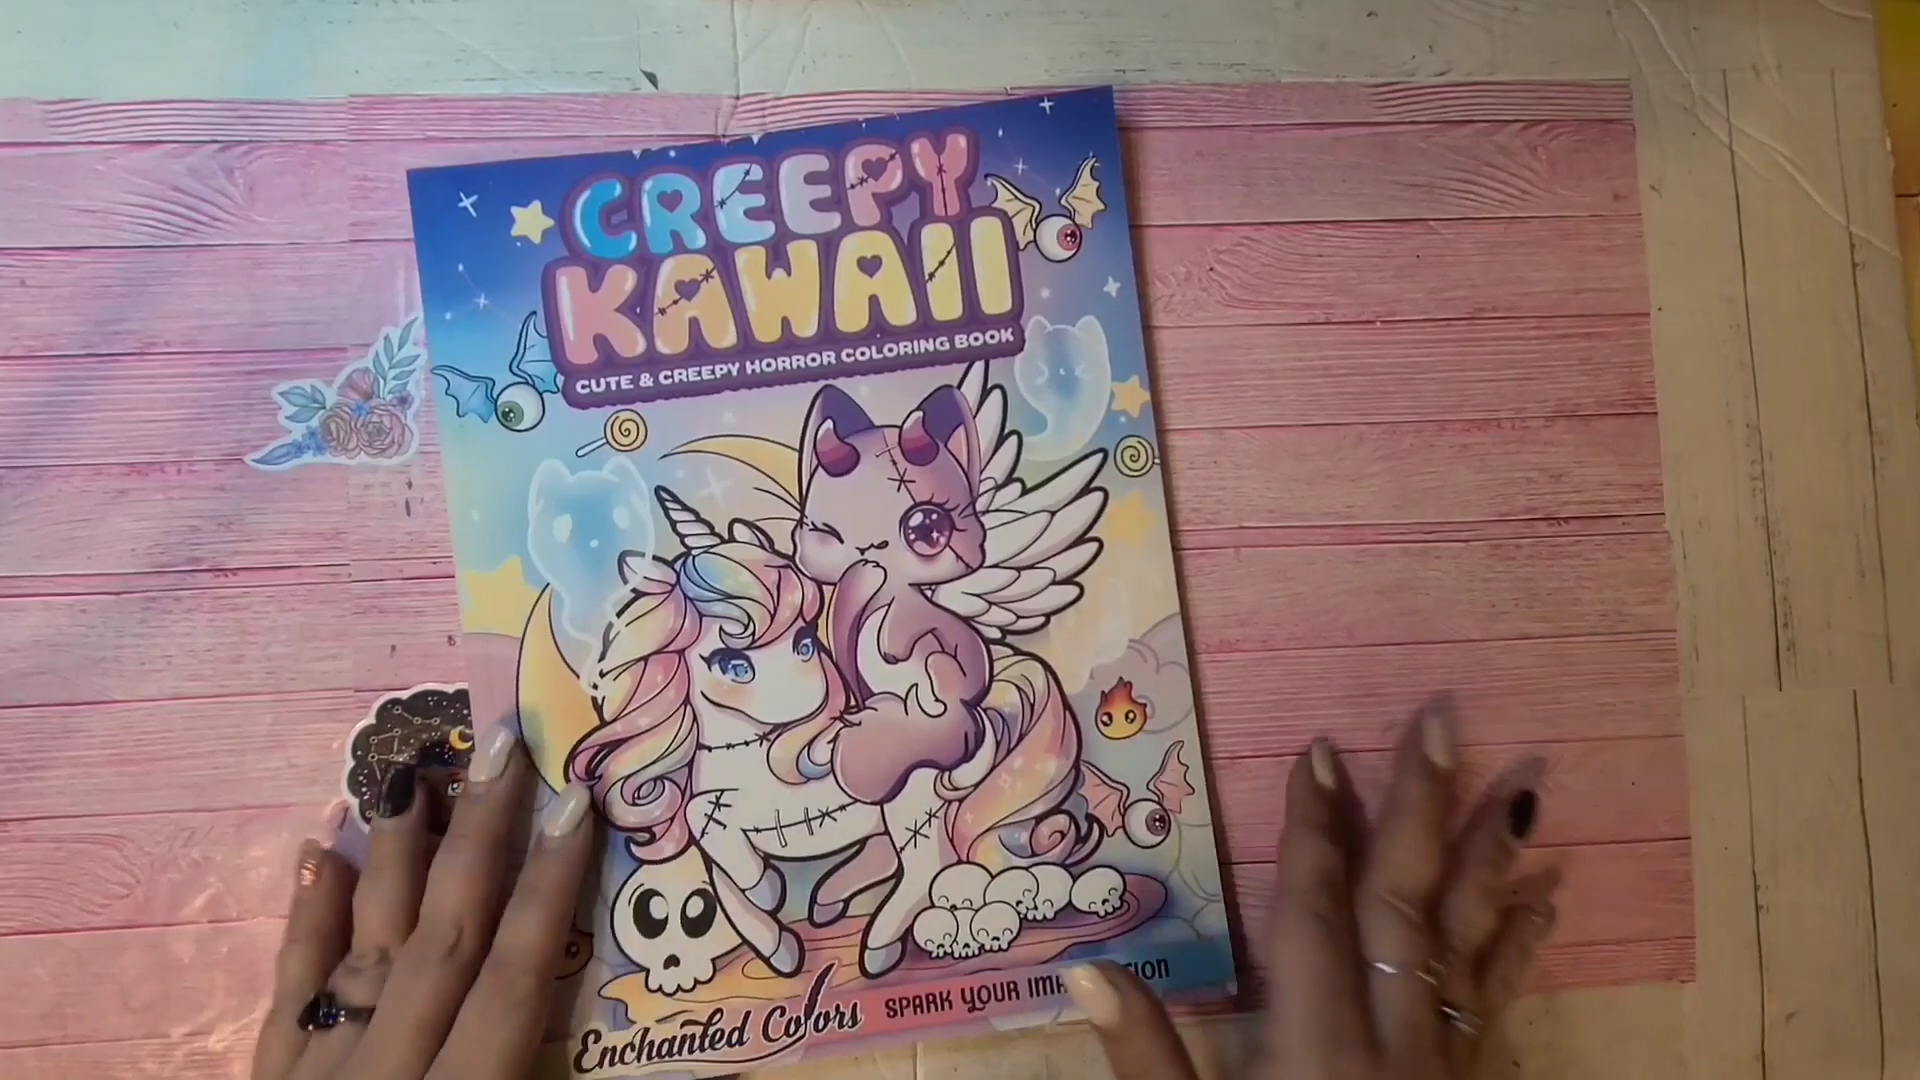 CREEPY
KAWAII
CUTE & CREEPY HORROR COLORING BOOK
Enchanted Colors
SPARK YOUR